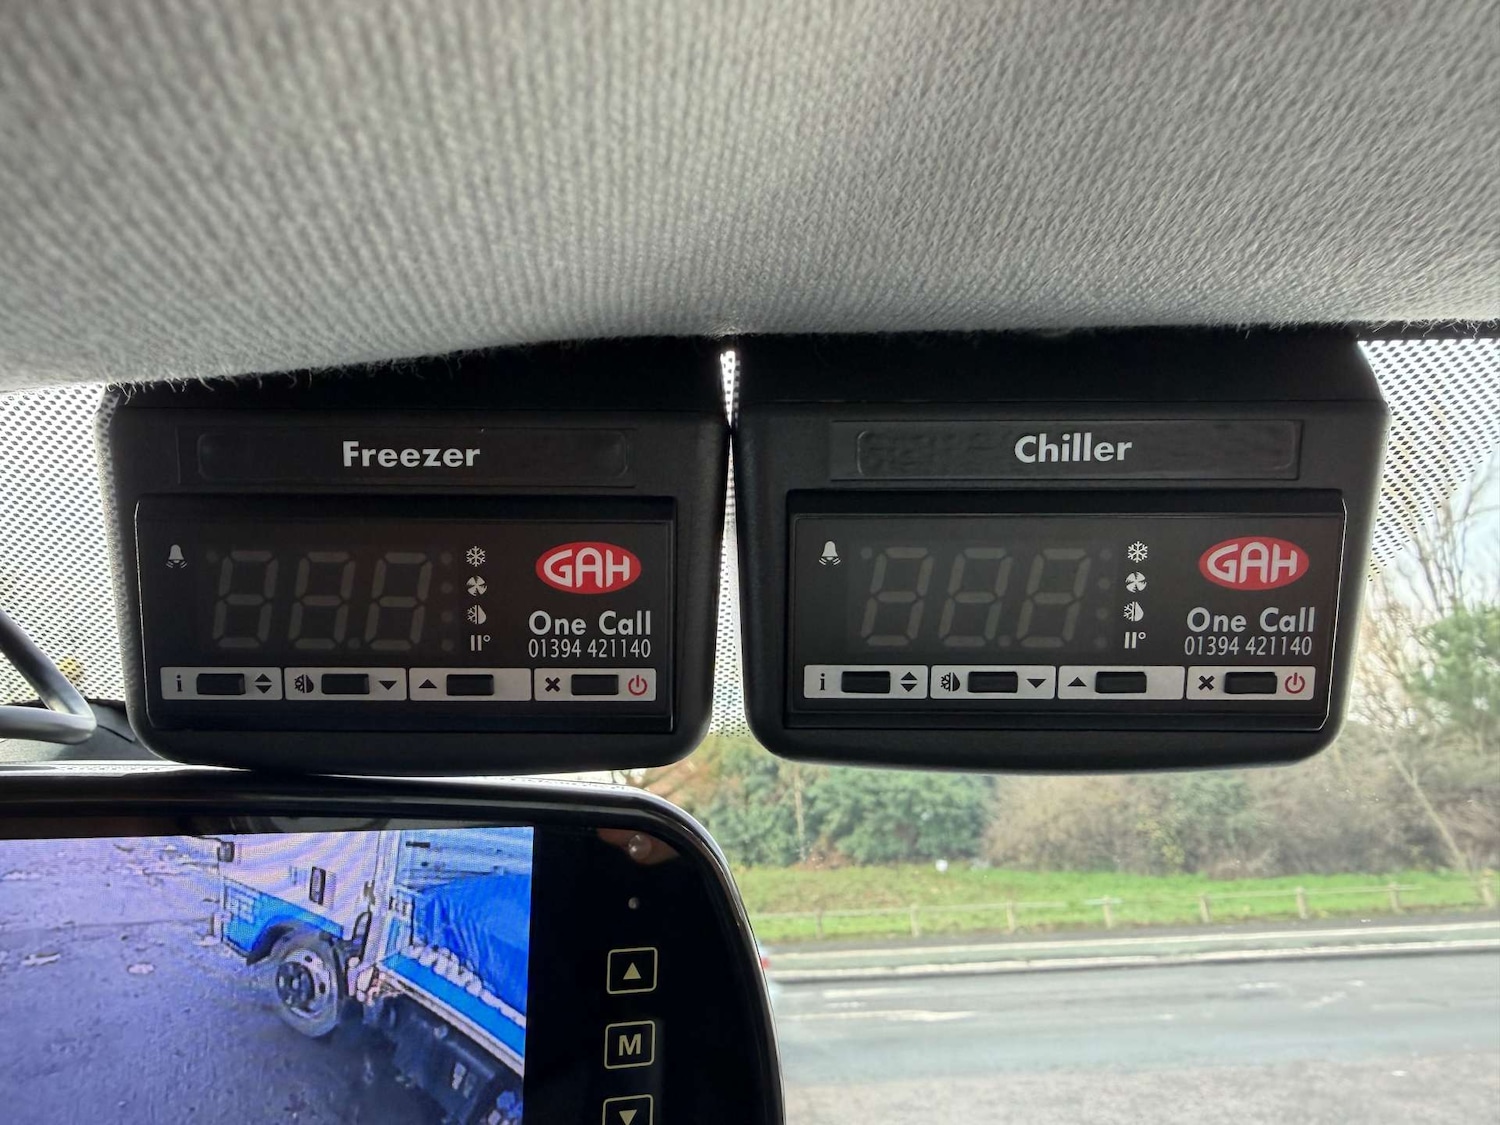 Freezer
GAH
One Call
01394 421140
i
Chiller
GAH
One Call
01394 421140
i
M